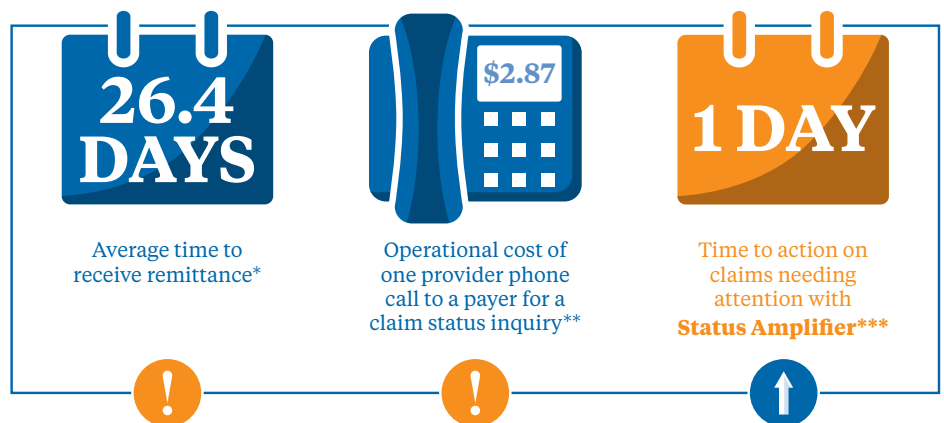 26.4
DAYS
Average time to
receive remittance*
$2.87
Operational cost of
one provider phone
call to a payer for a
claim status inquiry**
1 DAY
Time to action on
claims needing
attention with
Status Amplifier***
!
!